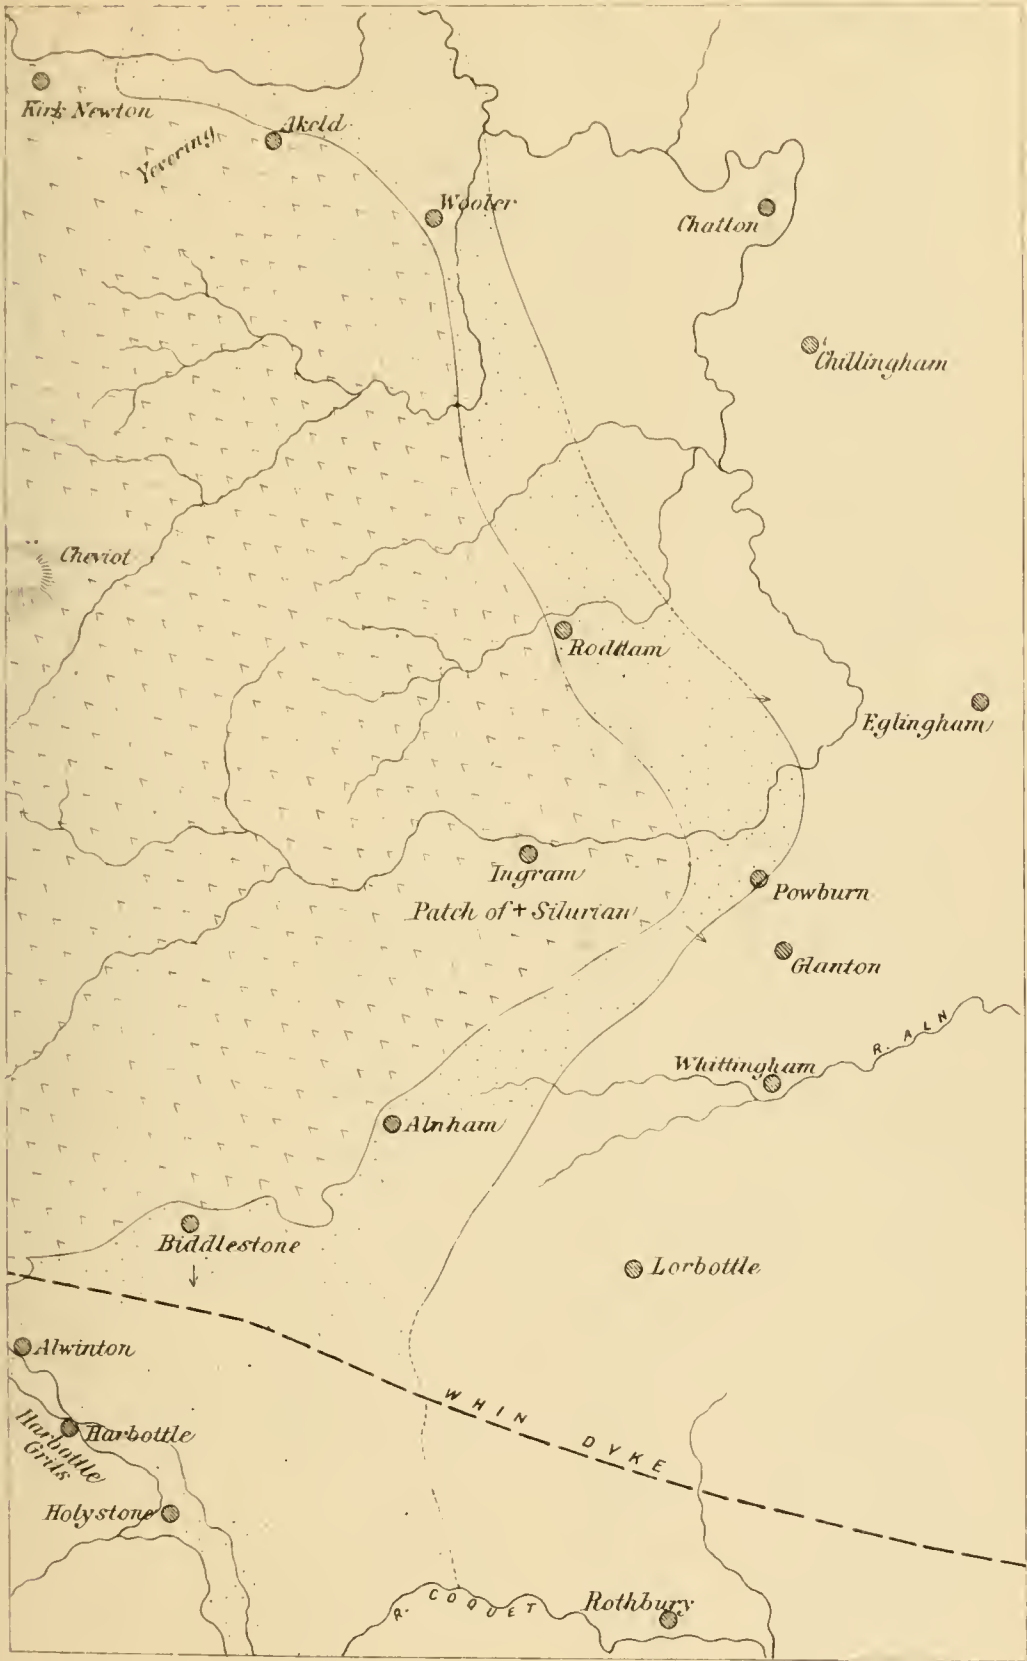 Kirk Newton
Yevering
Akeld
Wooler
Chatton
Chillingham
Cheviot
Roddam
Eglingham
Ingram
Patch of + Silurian
Powburn
Glanton
R. ALN
Whittingham
Alnham
Biddlestone
Lorbottle
Alwinton
WHIN DYKE
Harbottle
Harbottle
Grits
Holystone
R. COQUET
Rothbury